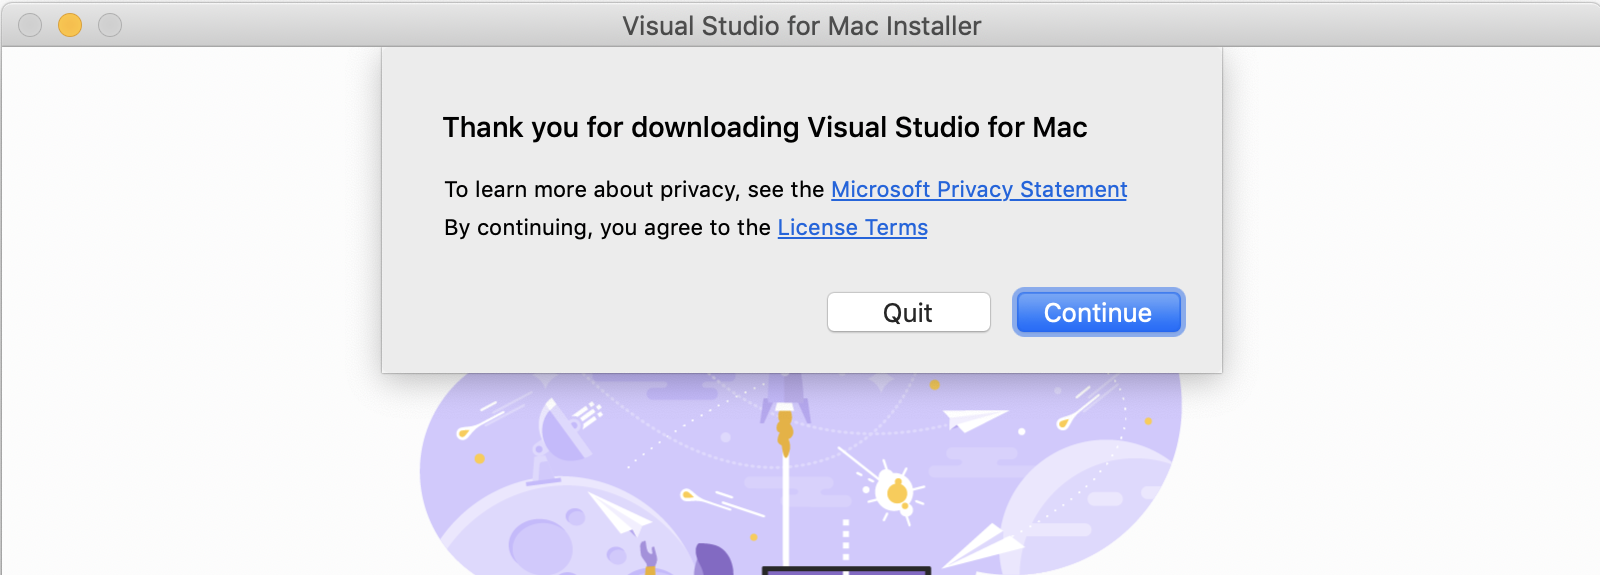 Visual Studio for Mac Installer
Thank you for downloading Visual Studio for Mac
To learn more about privacy, see the Microsoft Privacy Statement
By continuing, you agree to the License Terms
Quit
Continue